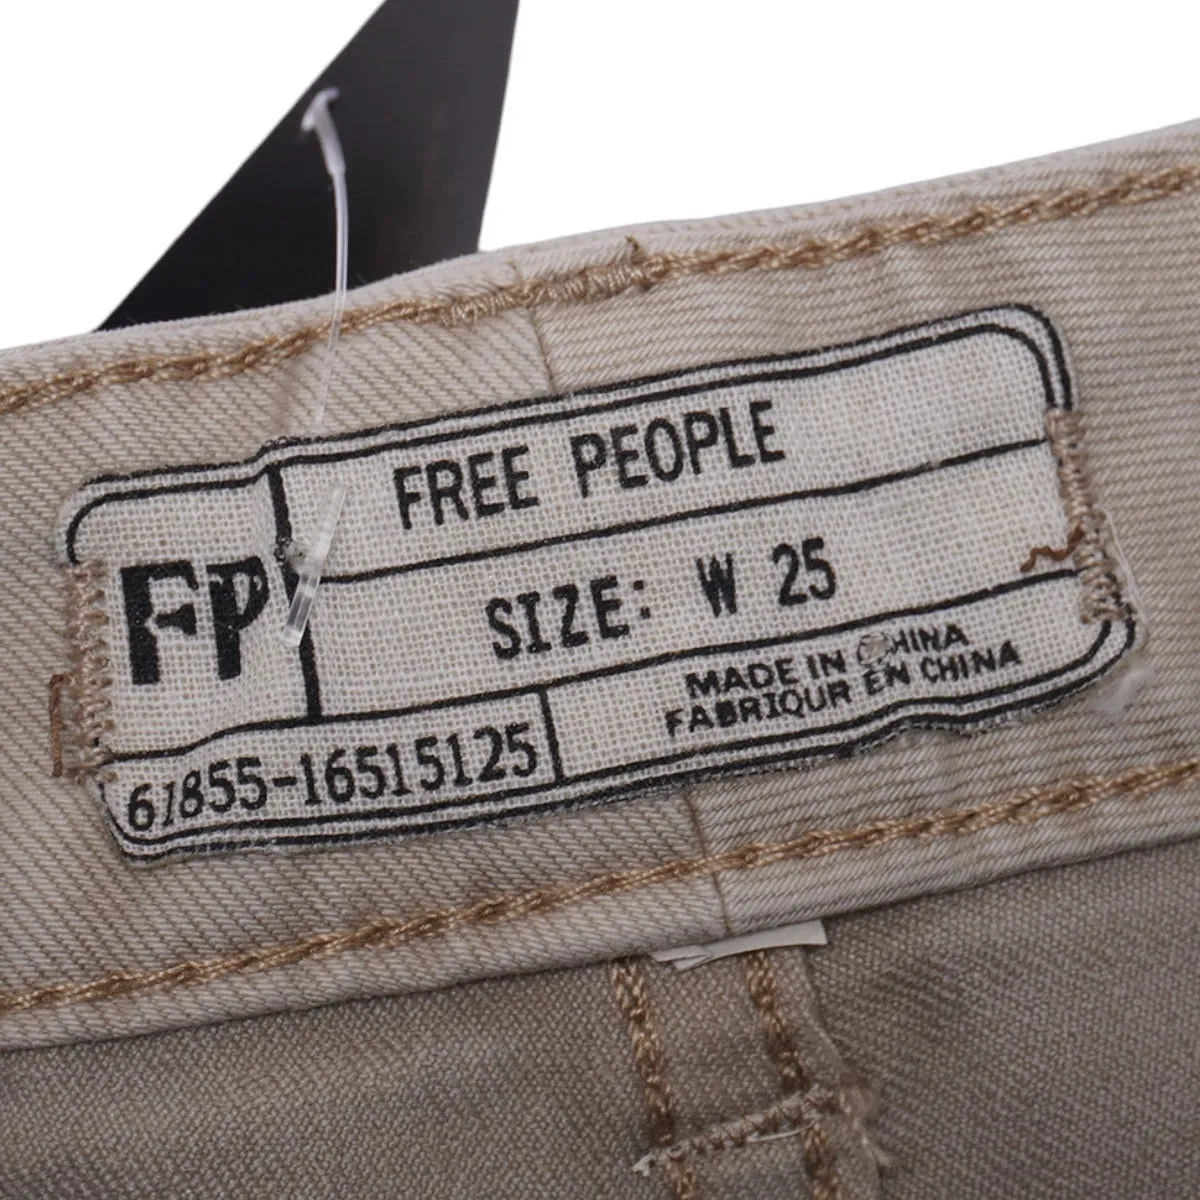 FREE PEOPLE
FP
SIZE: W 25
MADE IN CHINA
FABRIQUR EN CHINA
61855-16515125